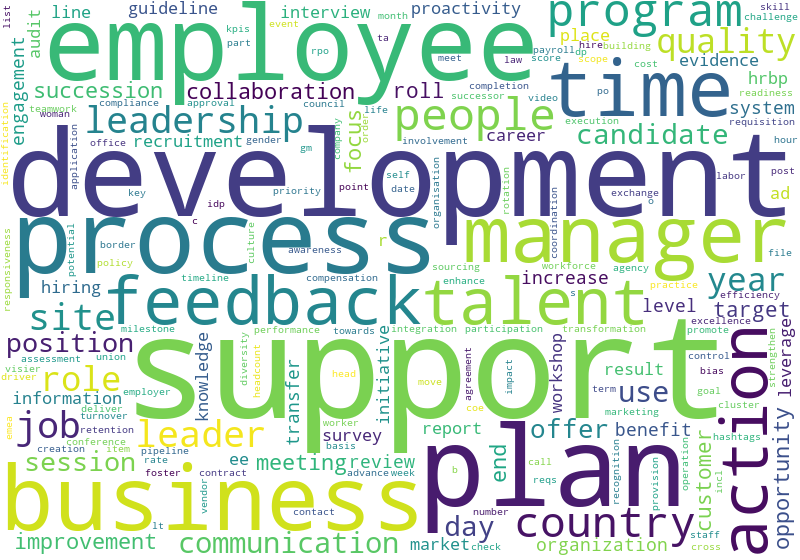 list
line
guideline
interview
kpis
month
proactivity
program
skill
challenge
audit
part
rpo
event
ta
employee
meet
law
place
payroll
dp
hire
building
quality
score
scope
cost
evidence
engagement
succession
collaboration
roll
completion
video
time
po
readiness
hrbp
system
requisition
teamwork
compliance
approval
council
life
successor
execution
identification
woman
leadership
people
candidate
application
office
recruitment
gender
gm
company
order
focus
involvement
career
labor
hour
development
key
idp
priority
point
self
date
organisation
rotation
exchange
o
post
ad
c
process
manager
coordination
border
awareness
culture
r
potential
responsiveness
policy
timeline
compensation
sourcing
enhance
workforce
agency
practice
file
hiring
feedback
talent
increase
s
level
year
efficiency
target
excellence
site
milestone
performance
towards
integration
participation
transformation
promote
leverage
position
support
knowledge
diversity
headcount
initiative
agreement
impact
workshop
result
control
bias
strengthen
assessment
union
visier
driver
role
employer
head
move
coe
term
use
goal
action
information
deliver
turnover
transfer
worker
basis
marketing
cluster
hashtags
opportunity
emea
job
retention
leader
survey
report
offer
benefit
conference
creation
item
pipeline
rate
session
foster
contract
ee
meeting
review
advance
week
end
b
call
reqs
recognition
provision
operation
customer
incl
business
vendor
contact
plan
number
country
lt
day
staff
improvement
communication
market
check
organization
cross